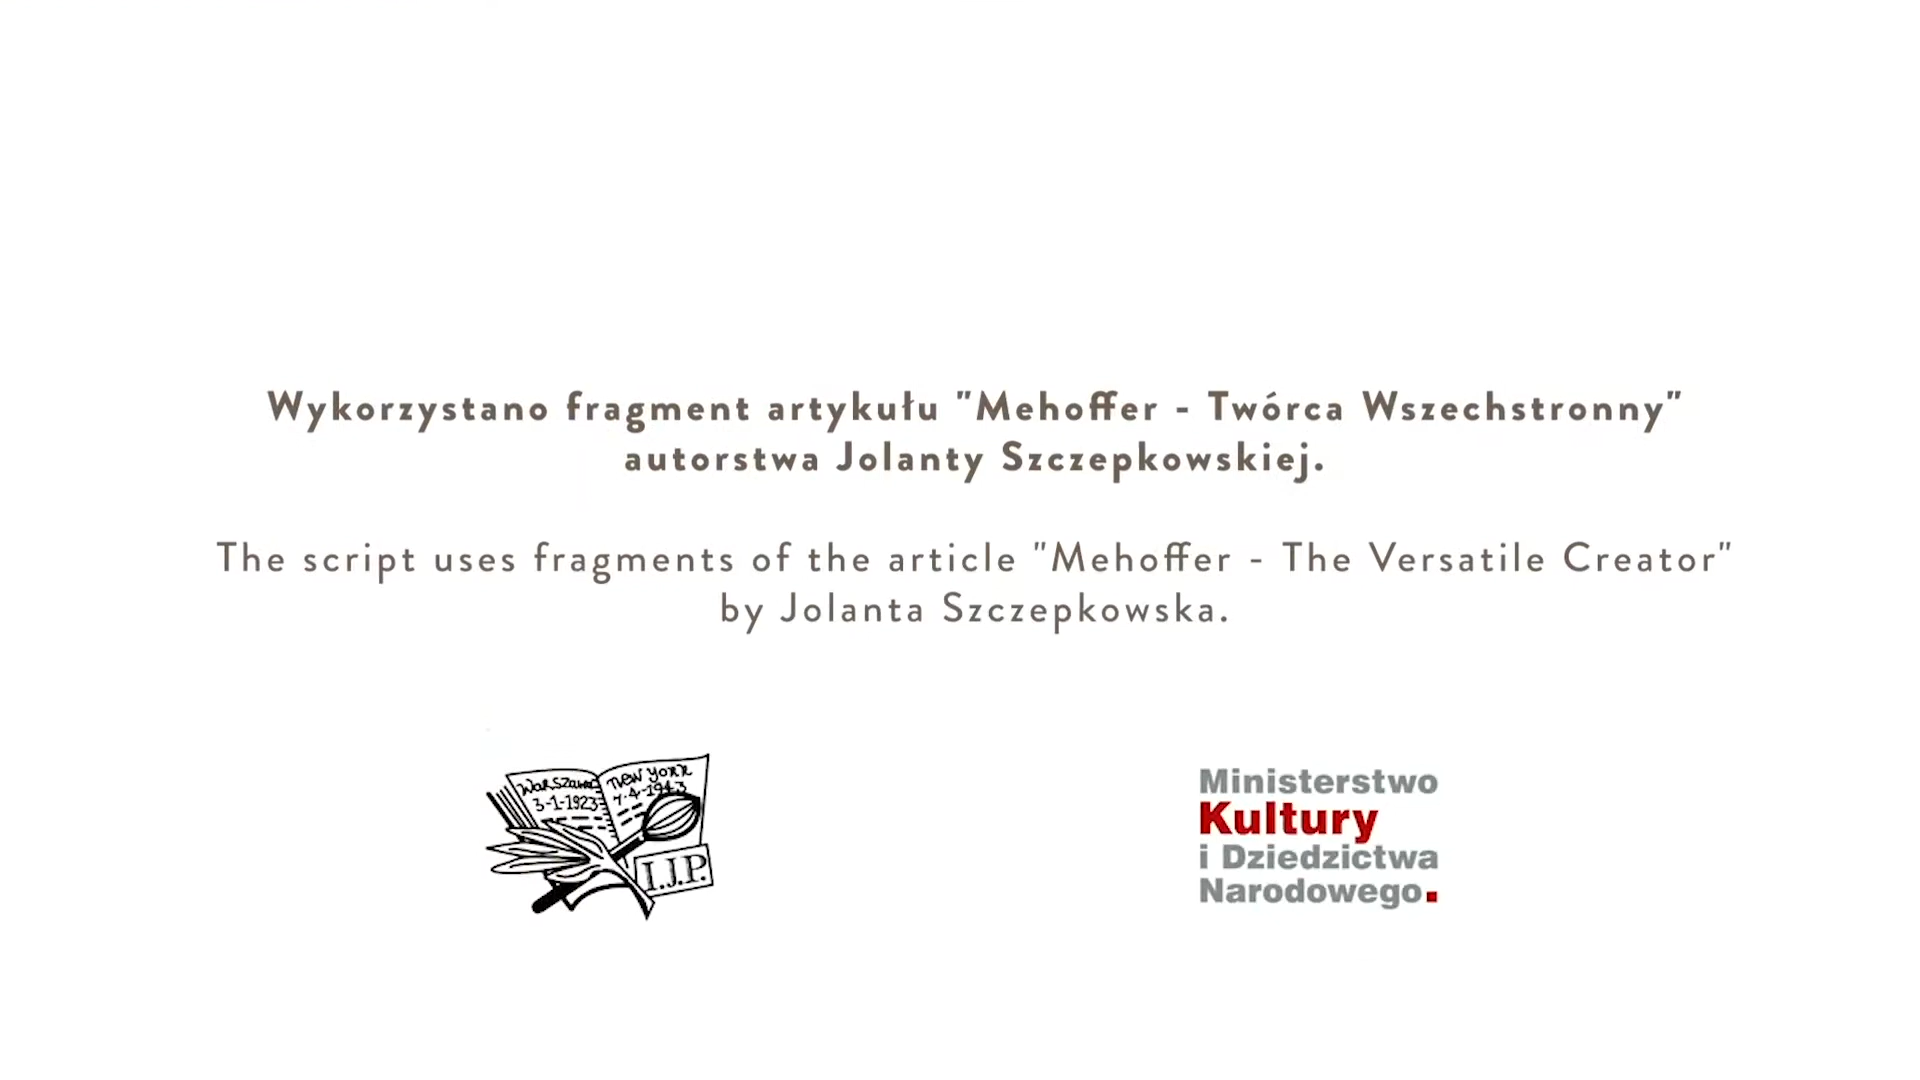 Wykorzystano fragment artykułu "Mehoffer - Twórca Wszechstronny"
autorstwa Jolanty Szczepkowskiej.
The script uses fragments of the article "Mehoffer - The Versatile Creator"
by Jolanta Szczepkowska.
Warszawa
3-1-1923
New York
7-4-1943
I.J.P.
Ministerstwo
Kultury
i Dziedzictwa
Narodowego.